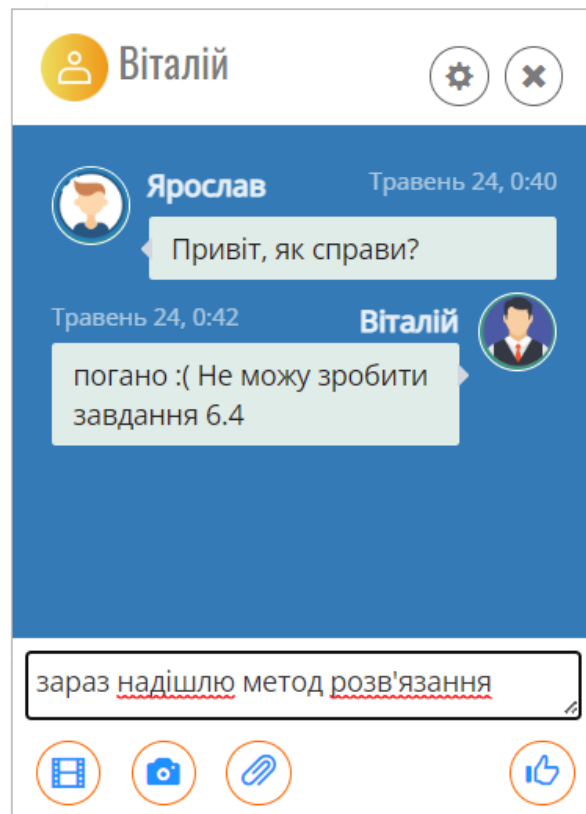 Віталій
Ярослав
Травень 24, 0:40
Привіт, як справи?
Травень 24, 0:42
Віталій
погано :( Не можу зробити
завдання 6.4
зараз надішлю метод розв'язання